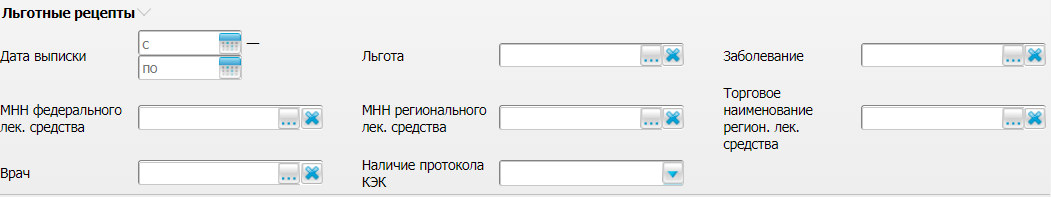 Льготные рецепты
Дата выписки
с
—
по
Льгота
...
Заболевание
...
МНН федерального
лек. средства
...
МНН регионального
лек. средства
...
Торговое
наименование
регион. лек.
средства
...
Врач
...
Наличие протокола
КЭК